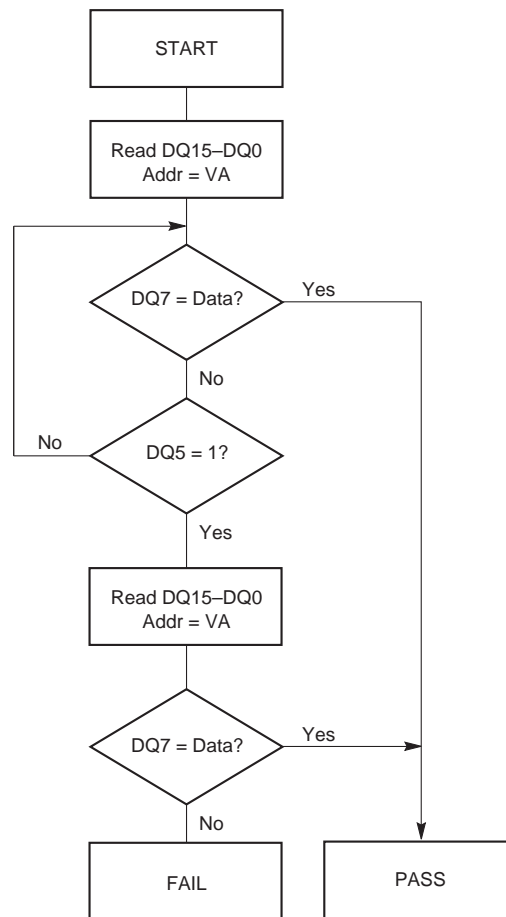 START
Read DQ15–DQ0
Addr = VA
DQ7 = Data?
Yes
No
No
DQ5 = 1?
Yes
Read DQ15–DQ0
Addr = VA
DQ7 = Data?
Yes
No
FAIL
PASS